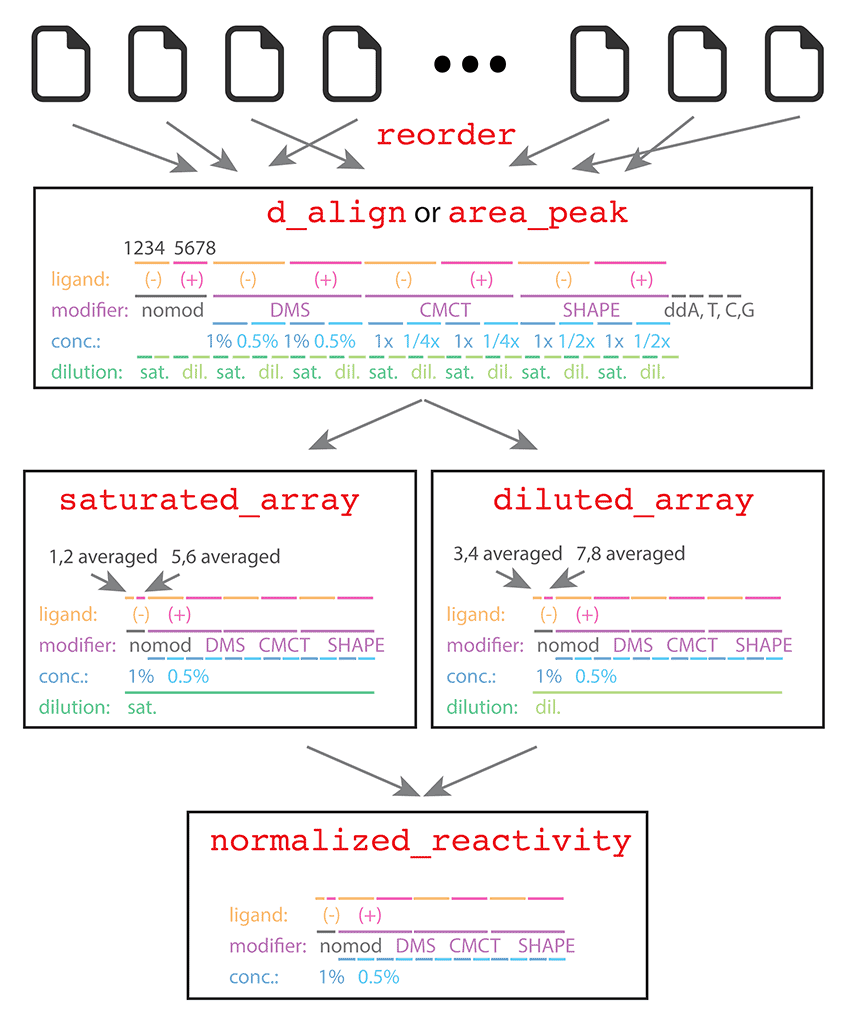 reorder
d_align or area_peak
1234 5678
ligand: (-) (+) (-) (+) (-) (+) (-) (+)
modifier: nomod DMS CMCT SHAPE ddA, T, C,G
conc.: 1% 0.5% 1% 0.5% 1x 1/4x 1x 1/4x 1x 1/2x 1x 1/2x
dilution: sat. dil. sat. dil. sat. dil. sat. dil. sat. dil. sat. dil. sat. dil.
saturated_array
1,2 averaged 5,6 averaged
ligand: (-) (+)
modifier: nomod DMS CMCT SHAPE
conc.: 1% 0.5%
dilution: sat.
diluted_array
3,4 averaged 7,8 averaged
ligand: (-) (+)
modifier: nomod DMS CMCT SHAPE
conc.: 1% 0.5%
dilution: dil.
normalized_reactivity
ligand: (-) (+)
modifier: nomod DMS CMCT SHAPE
conc.: 1% 0.5%